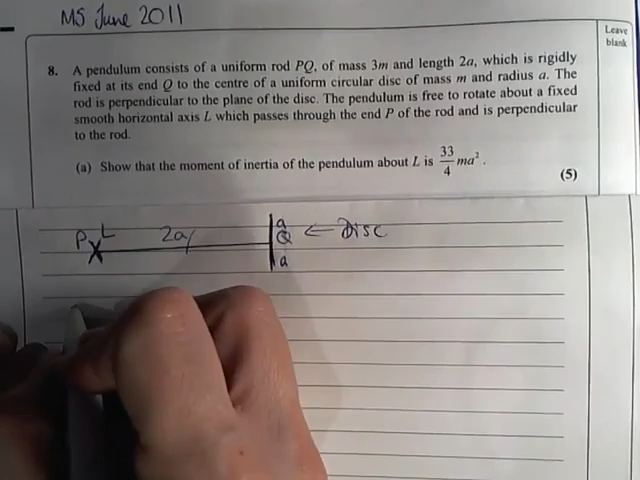 MS June 2011
Leave
blank
8. A pendulum consists of a uniform rod PQ, of mass 3m and length 2a, which is rigidly
fixed at its end Q to the centre of a uniform circular disc of mass m and radius a. The
rod is perpendicular to the plane of the disc. The pendulum is free to rotate about a fixed
smooth horizontal axis L which passes through the end P of the rod and is perpendicular
to the rod.
(a) Show that the moment of inertia of the pendulum about L is 33/4 ma².
(5)
P L 2a a
Q ← Disc
a